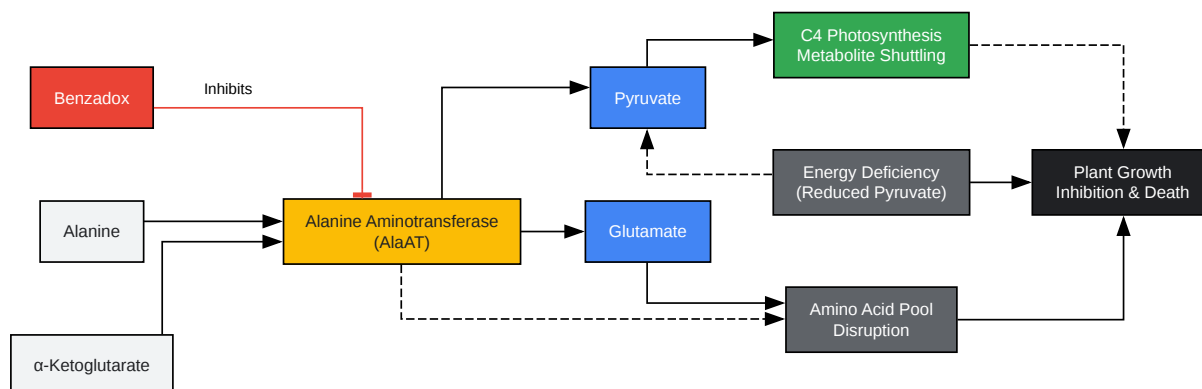 C4 Photosynthesis
Metabolite Shuttling
Benzadox
Inhibits
Pyruvate
Energy Deficiency
(Reduced Pyruvate)
Plant Growth
Inhibition & Death
Alanine
Alanine Aminotransferase
(AlaAT)
Glutamate
Amino Acid Pool
Disruption
α-Ketoglutarate